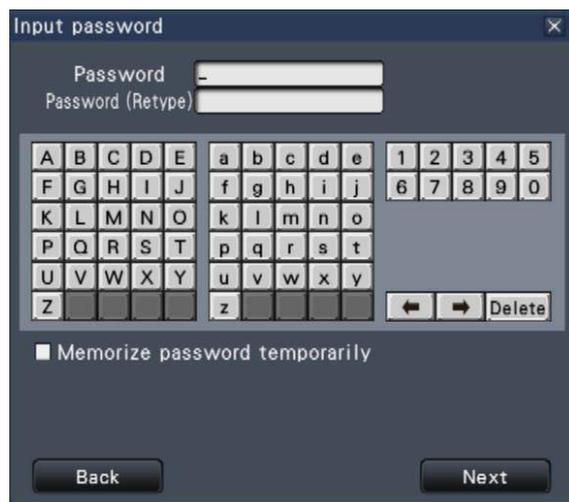 Input password
Password _
Password (Retype)
A B C D E a b c d e 1 2 3 4 5
F G H I J f g h i j 6 7 8 9 0
K L M N O k l m n o
P Q R S T p q r s t
U V W X Y u v w x y
Z z ← → Delete
Memorize password temporarily
Back Next